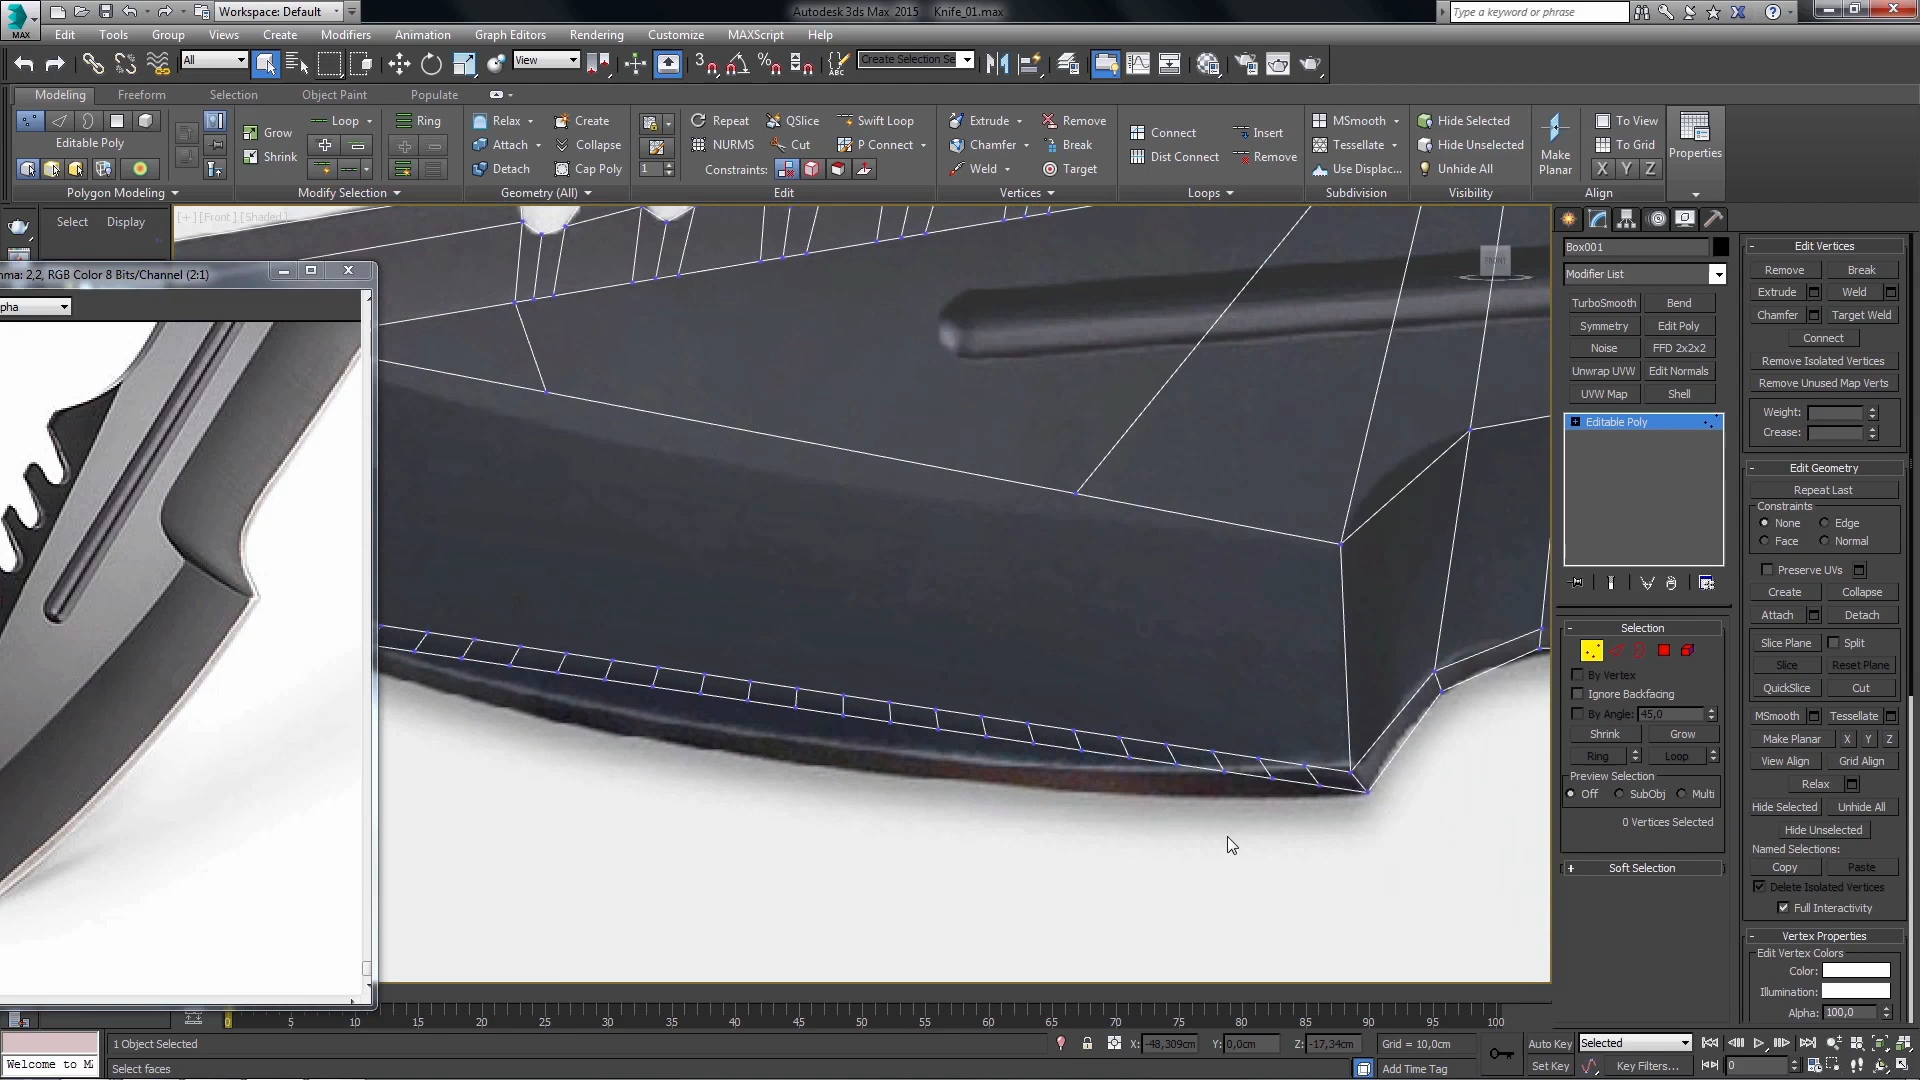 MAX
Workspace: Default
Autodesk 3ds Max 2015 Knife_01.max
Type a keyword or phrase
Edit Tools Group Views Create Modifiers Animation Graph Editors Rendering Customize MAXScript Help
All
View
Create Selection Se
Modeling Freeform Selection Object Paint Populate
Editable Poly
Polygon Modeling
Grow
Shrink
Loop
Ring
Modify Selection
Relax
Create
Attach
Collapse
Detach
Cap Poly
Geometry (All)
1
Repeat
QSlice
Swift Loop
NURMS
Cut
P Connect
Constraints:
Edit
Extrude
Remove
Chamfer
Break
Weld
Target
Vertices
Connect
Insert
Dist Connect
Remove
Loops
MSmooth
Tessellate
Use Displac...
Subdivision
Hide Selected
Hide Unselected
Unhide All
Visibility
Make
Planar
To View
To Grid
X Y Z
Align
Properties
Select Display
[+] [Front] [Shaded]
FRONT
nma: 2,2, RGB Color 8 Bits/Channel (2:1)
pha
Box001
Modifier List
TurboSmooth Bend
Symmetry Edit Poly
Noise FFD 2x2x2
Unwrap UVW Edit Normals
UVW Map Shell
Editable Poly
Selection
By Vertex
Ignore Backfacing
By Angle: 45,0
Shrink Grow
Ring Loop
Preview Selection
Off SubObj Multi
0 Vertices Selected
Soft Selection
Edit Vertices
Remove Break
Extrude Weld
Chamfer Target Weld
Connect
Remove Isolated Vertices
Remove Unused Map Verts
Weight:
Crease:
Edit Geometry
Repeat Last
Constraints
None Edge
Face Normal
Preserve UVs
Create Collapse
Attach Detach
Slice Plane Split
Slice Reset Plane
QuickSlice Cut
MSmooth Tessellate
Make Planar X Y Z
View Align Grid Align
Relax
Hide Selected Unhide All
Hide Unselected
Named Selections:
Copy Paste
Delete Isolated Vertices
Full Interactivity
Vertex Properties
Edit Vertex Colors
Color:
Illumination:
Alpha: 100,0
0 5 10 15 20 25 30 35 40 45 50 55 60 65 70 75 80 85 90 95 100
1 Object Selected
X: -48,309cm Y: 0,0cm Z: -17,34cm Grid = 10,0cm
Auto Key Selected
Welcome to M
Select faces
Add Time Tag
Set Key Key Filters... 0